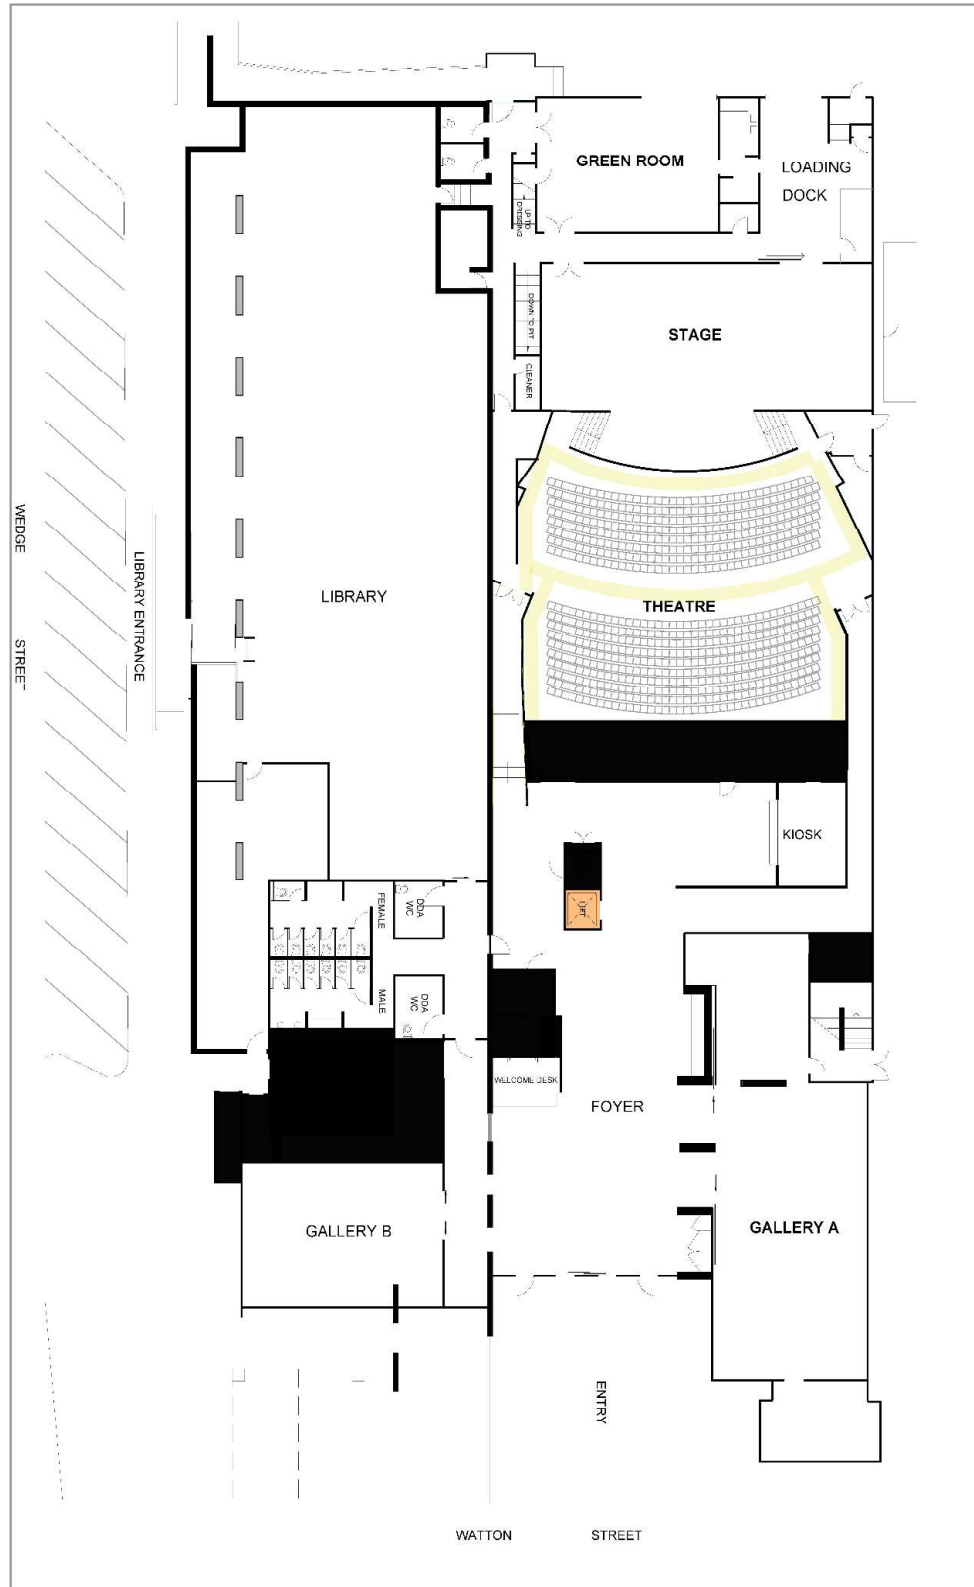 GREEN ROOM
LOADING
DOCK
UP TO
DRESSING
DOWN TO PIT
STAGE
CLEANER
WEDGE STREET
LIBRARY ENTRANCE
LIBRARY
THEATRE
KIOSK
LIFT
FEMALE
DDA
WC
MALE
DDA
WC
WELCOME DESK
FOYER
GALLERY B
GALLERY A
ENTRY
WATTON STREET